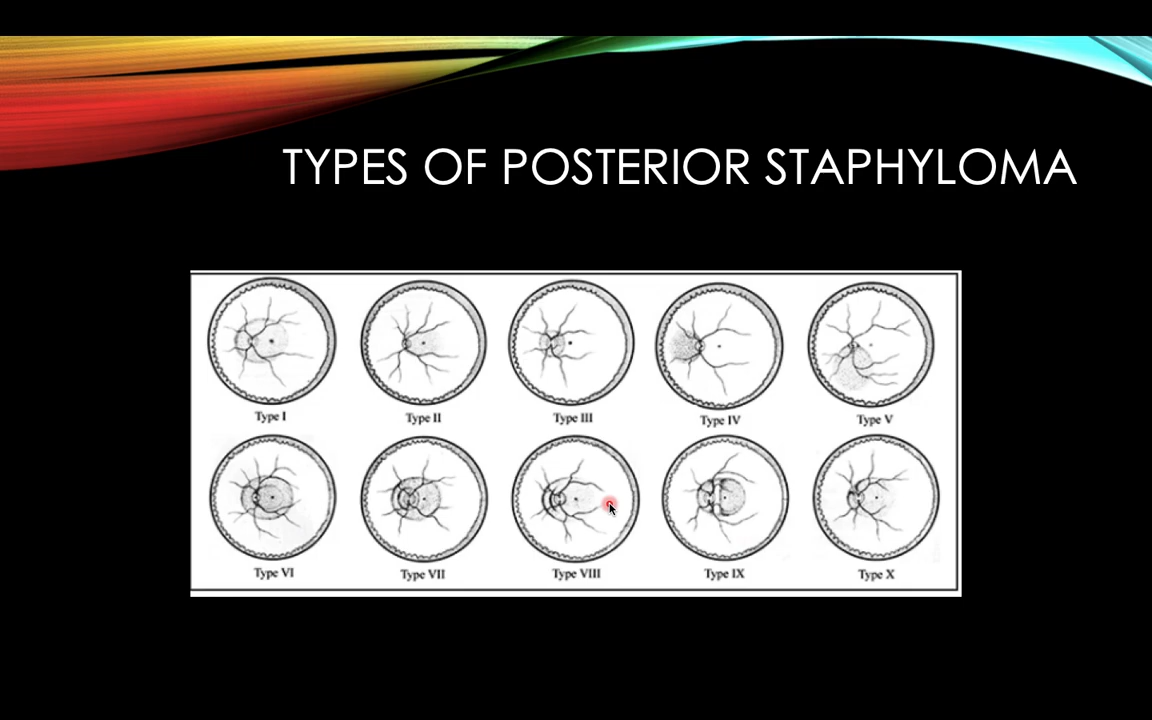 TYPES OF POSTERIOR STAPHYLOMA
Type I
Type II
Type III
Type IV
Type V
Type VI
Type VII
Type VIII
Type IX
Type X